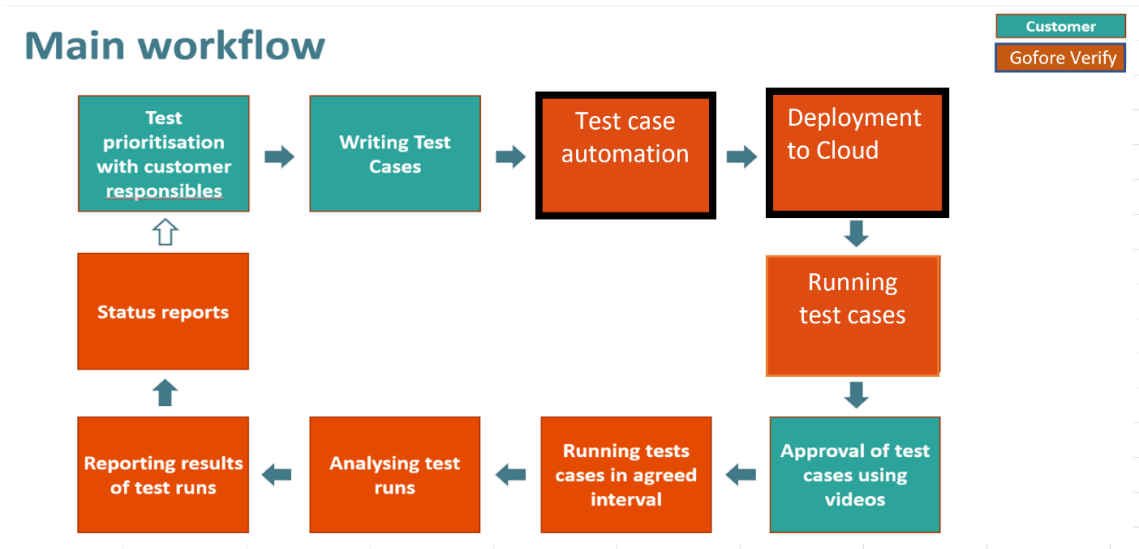 Main workflow
Customer
Gofore Verify
Test
prioritisation
with customer
responsibles
Writing Test
Cases
Test case
automation
Deployment
to Cloud
Running
test cases
Approval of test
cases using
videos
Running tests
cases in agreed
interval
Analysing test
runs
Reporting results
of test runs
Status reports